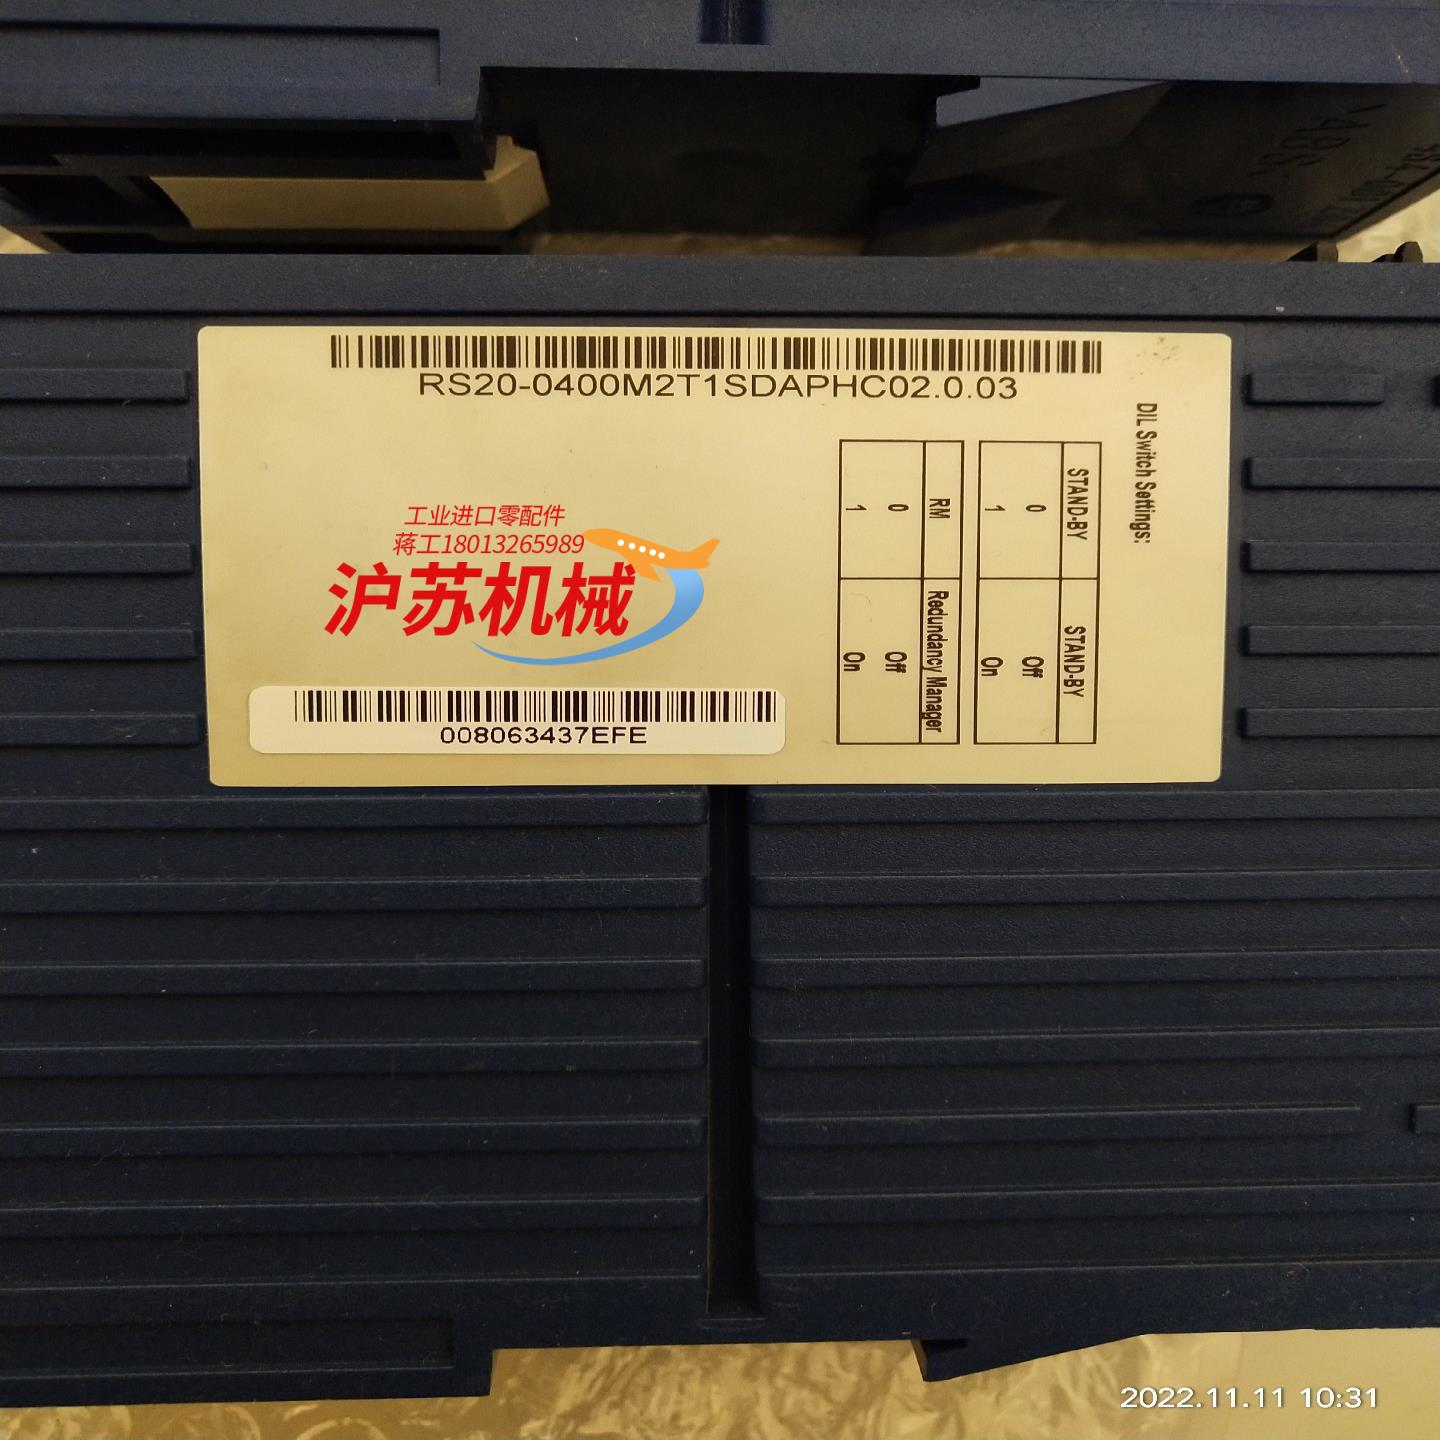 RS20-0400M2T1SDAPHC02.0.03
DIL Switch Settings:
STAND-BY STAND-BY
0 Off
1 On
RM Redundancy Manager
0 Off
1 On
工业进口零配件
蒋工18013265989
沪苏机械
008063437EFE
2022.11.11 10:31